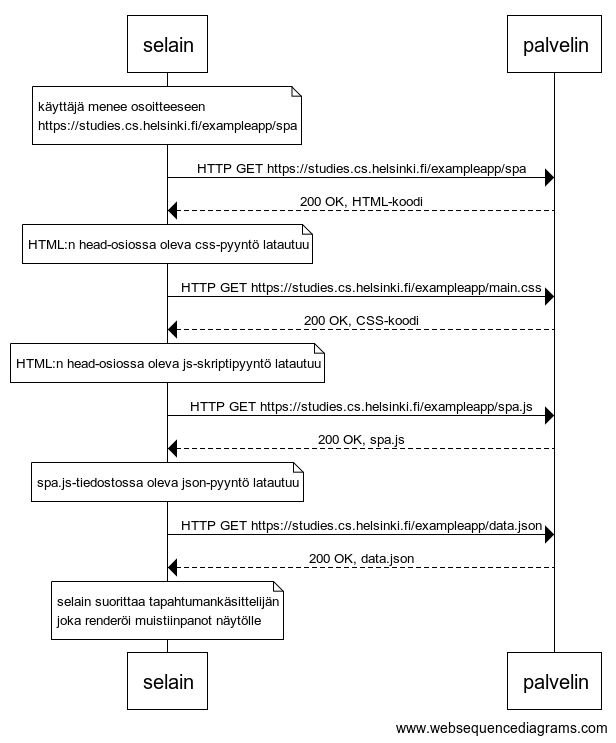 selain
palvelin
käyttäjä menee osoitteeseen
https://studies.cs.helsinki.fi/exampleapp/spa
HTTP GET https://studies.cs.helsinki.fi/exampleapp/spa
200 OK, HTML-koodi
HTML:n head-osiossa oleva css-pyyntö latautuu
HTTP GET https://studies.cs.helsinki.fi/exampleapp/main.css
200 OK, CSS-koodi
HTML:n head-osiossa oleva js-skriptipyyntö latautuu
HTTP GET https://studies.cs.helsinki.fi/exampleapp/spa.js
200 OK, spa.js
spa.js-tiedostossa oleva json-pyyntö latautuu
HTTP GET https://studies.cs.helsinki.fi/exampleapp/data.json
200 OK, data.json
selain suorittaa tapahtumankäsittelijän
joka renderöi muistiinpanot näytölle
selain
palvelin
www.websequencediagrams.com